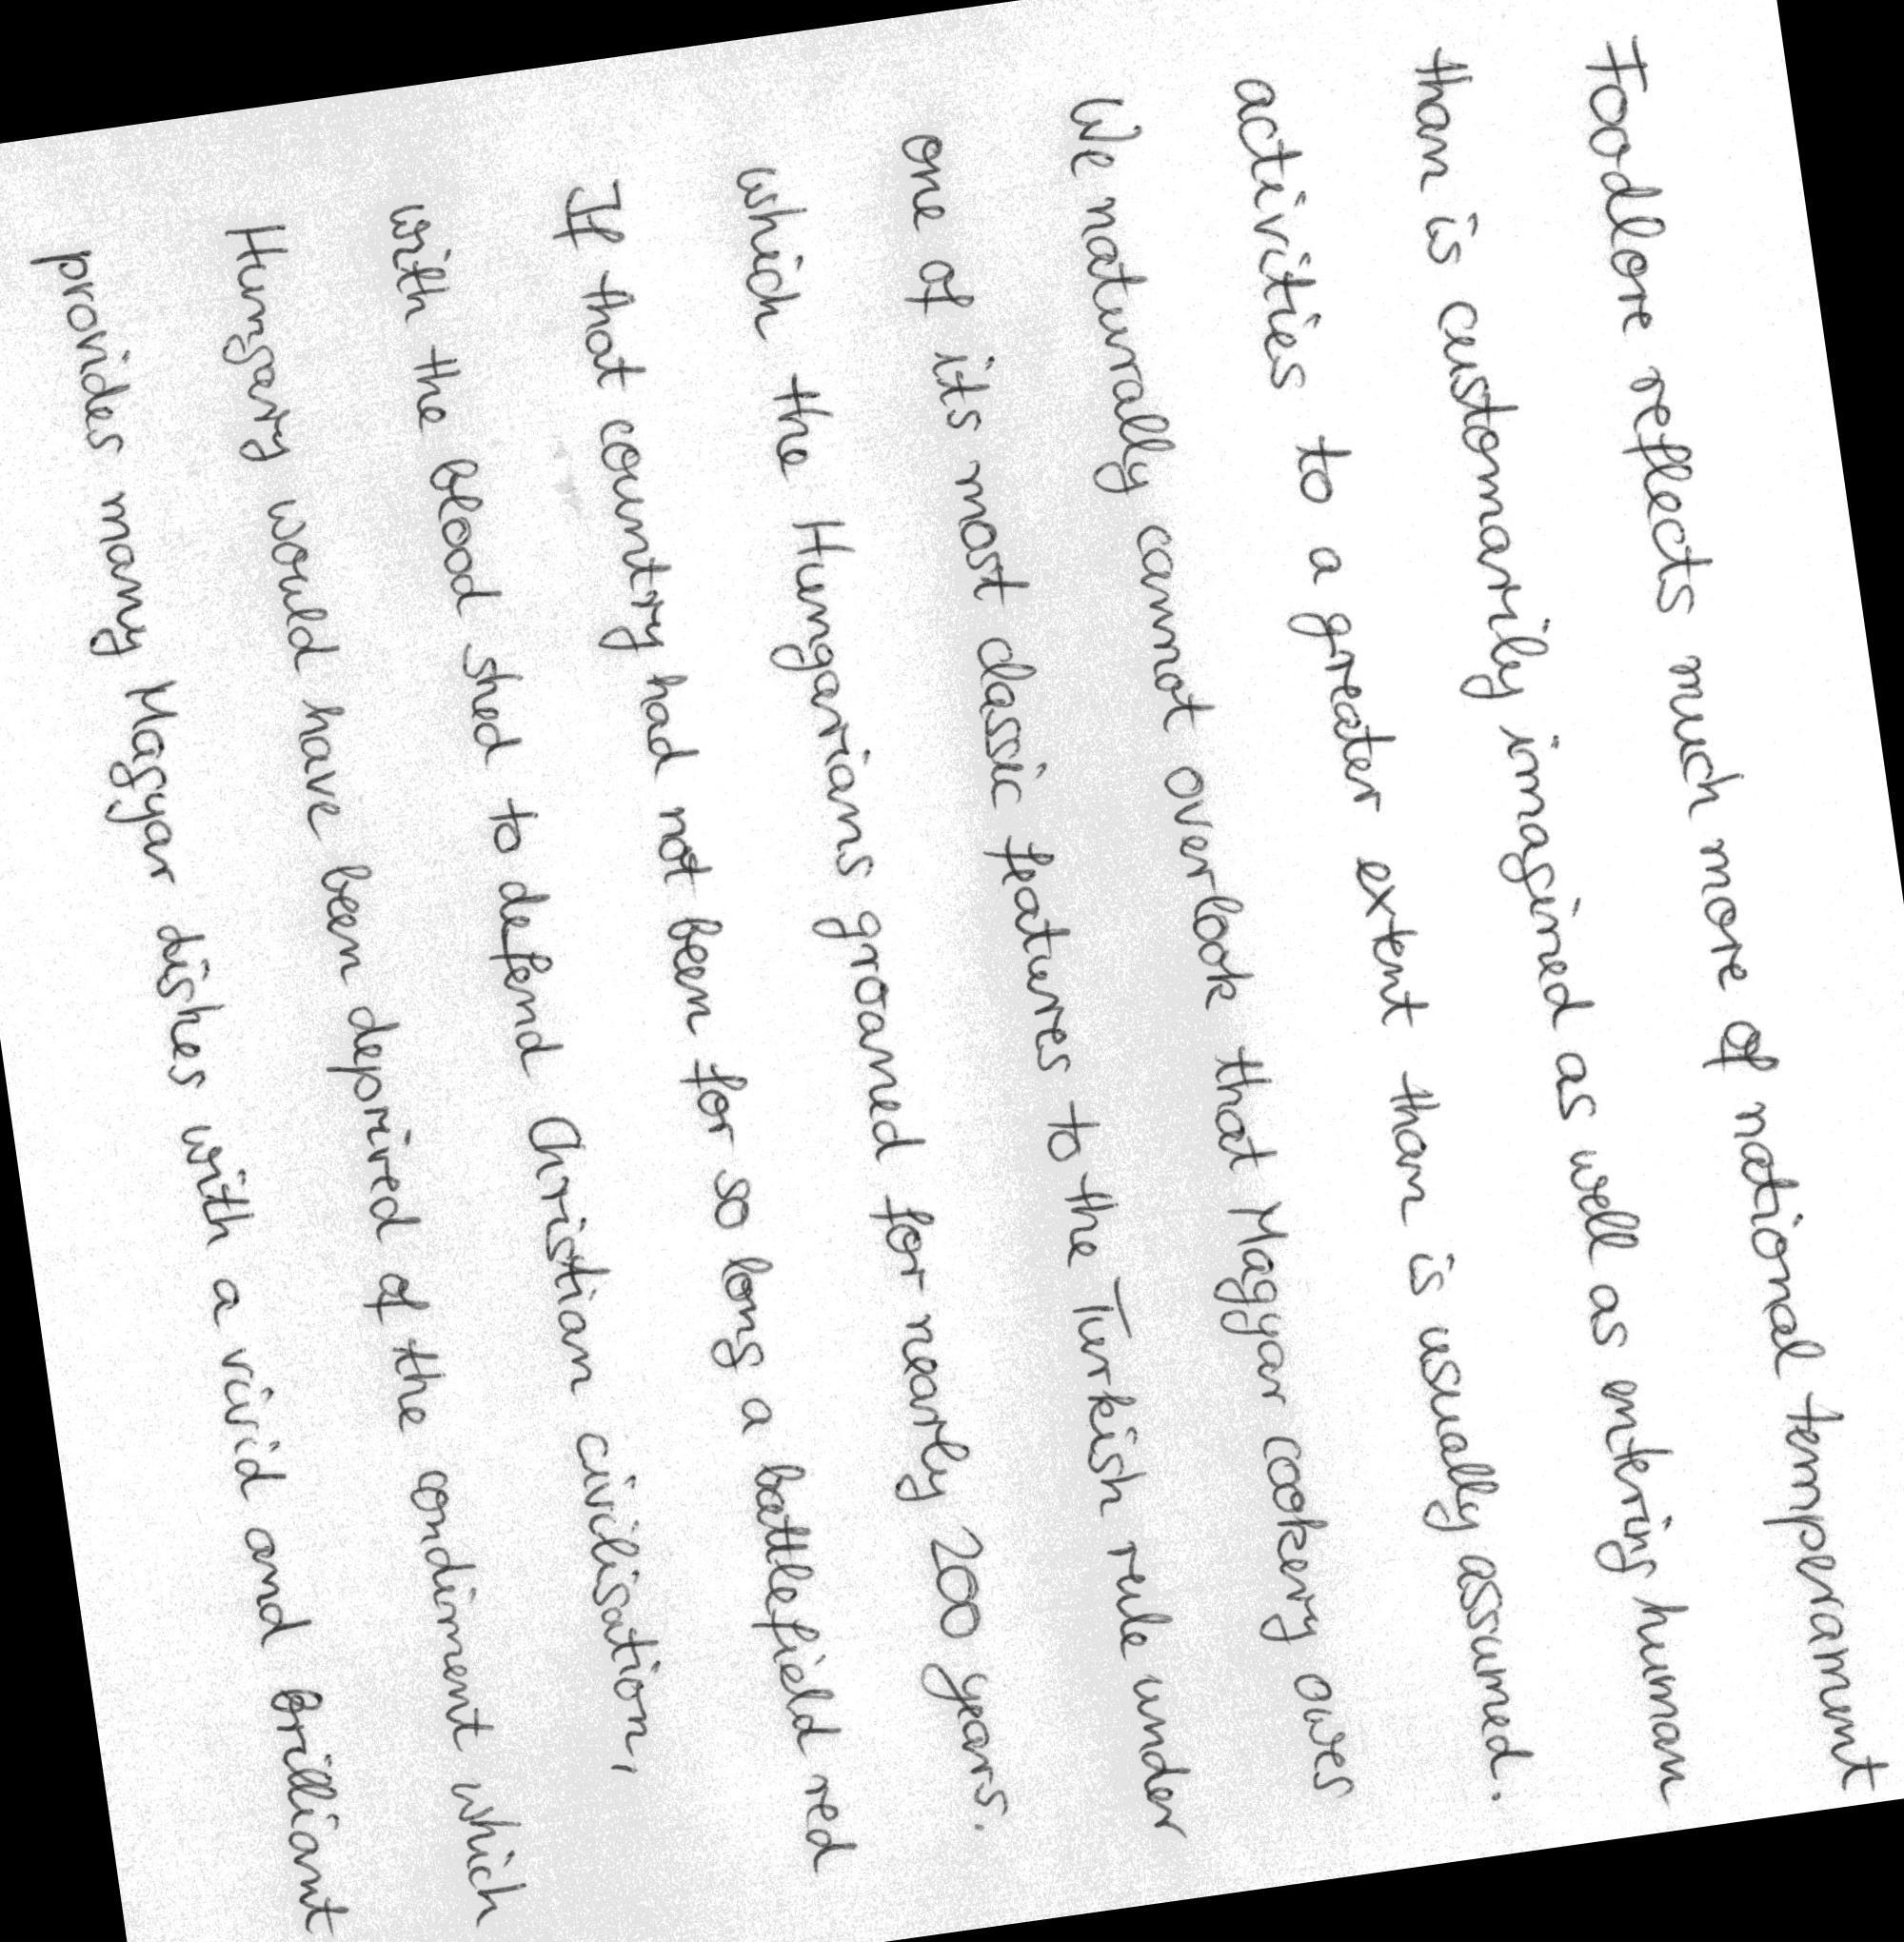 Foodlore reflects much more of national temperament
than is customarily imagined as well as entering human
activities to a greater extent than is usually assumed.
We naturally cannot overlook that Magyar cookery owes
one of its most classic features to the Turkish rule under
which the Hungarians groaned for nearly 200 years.
If that country had not been for so long a battlefield red
with the blood shed to defend Christian civilisation,
Hungary would have been deprived of the condiment which
provides many Magyar dishes with a vivid and brilliant